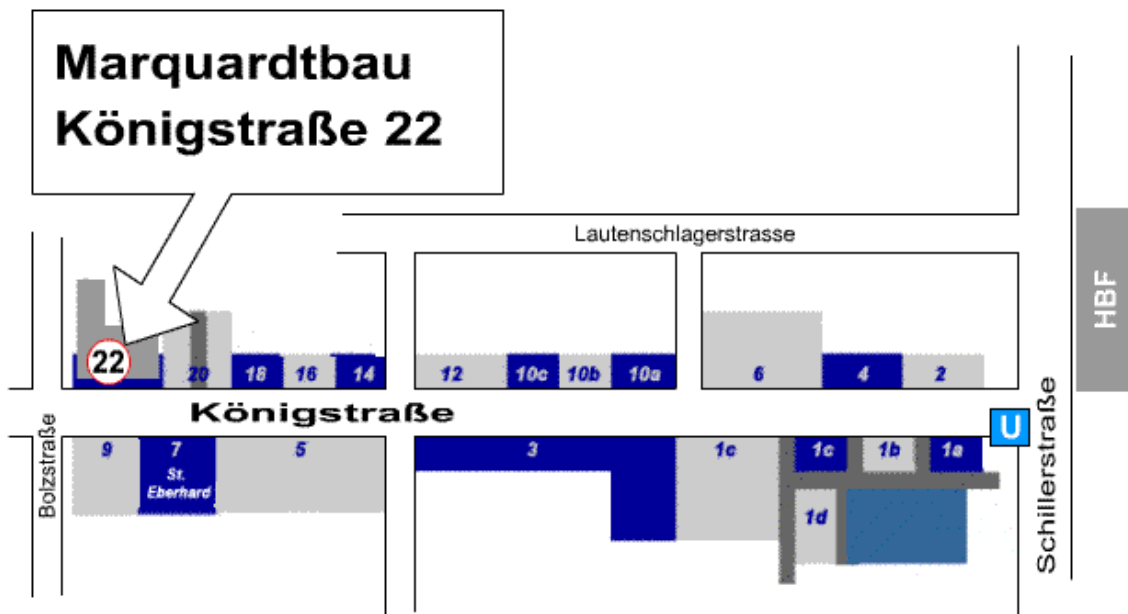 Marquardtbau
Königstraße 22
Lautenschlagerstrasse
HBF
22
20
18
16
14
12
10c
10b
10a
6
4
2
Königstraße
U
Bolzstraße
9
7
St.
Eberhard
5
3
1e
1c
1b
1a
1d
Schillerstraße